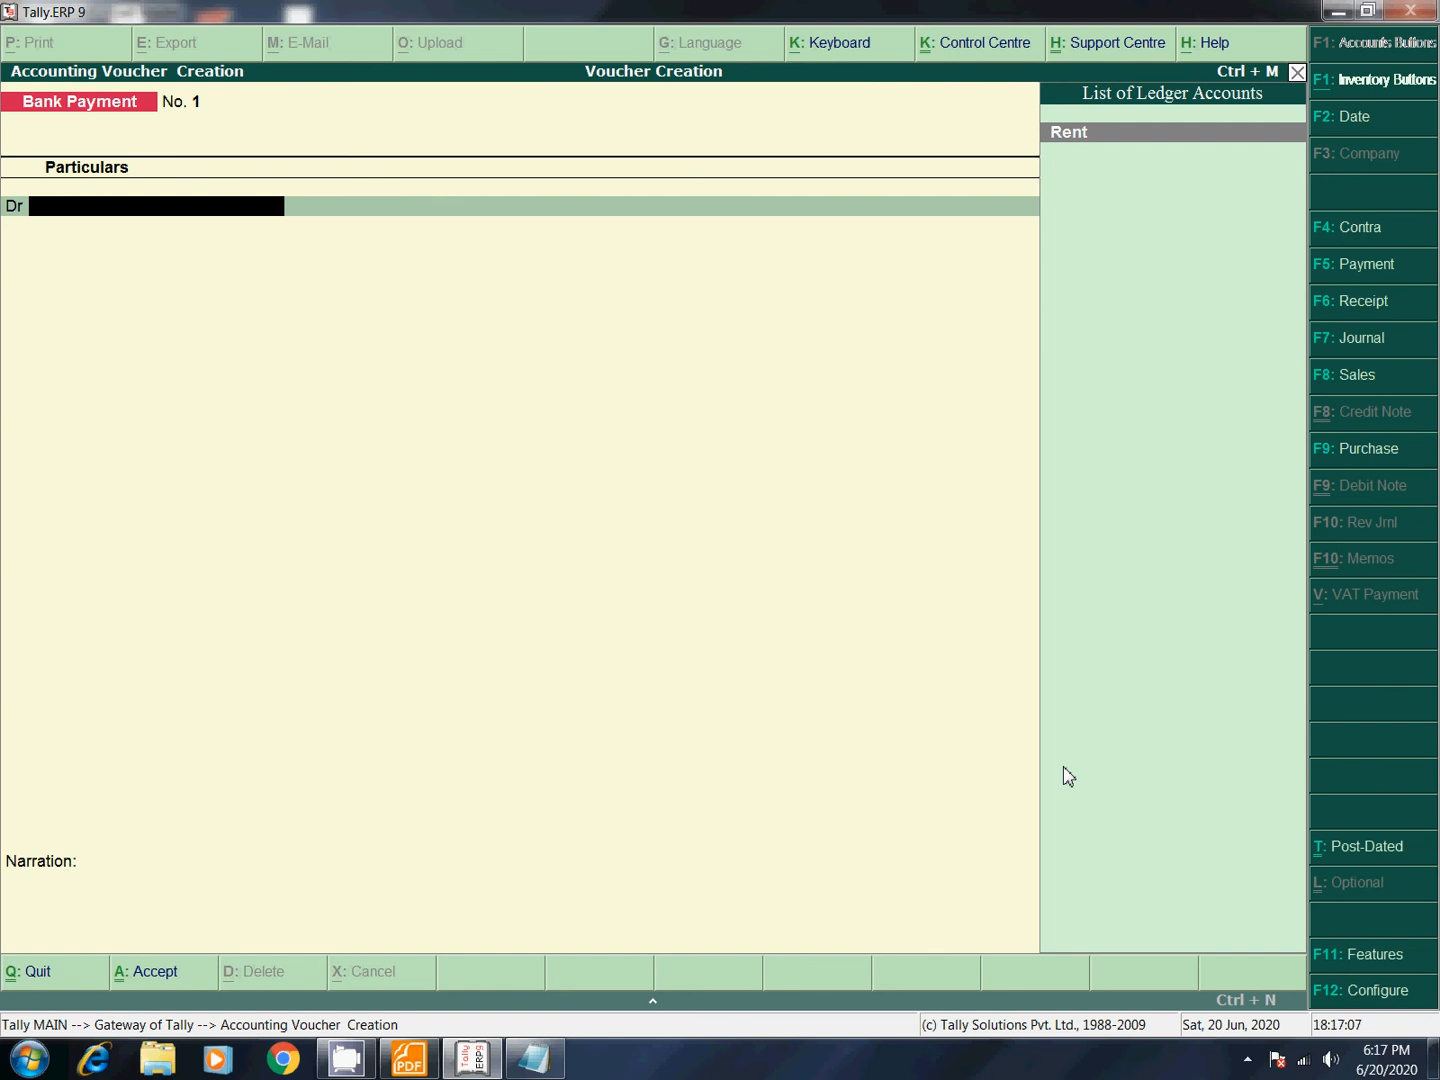 Tally.ERP 9
P: Print E: Export M: E-Mail O: Upload G: Language K: Keyboard K: Control Centre H: Support Centre H: Help
Accounting Voucher Creation Voucher Creation Ctrl + M
Bank Payment No. 1
Particulars
Dr
Narration:
List of Ledger Accounts
Rent
F1: Accounts Buttons
F1: Inventory Buttons
F2: Date
F3: Company
F4: Contra
F5: Payment
F6: Receipt
F7: Journal
F8: Sales
F8: Credit Note
F9: Purchase
F9: Debit Note
F10: Rev Jrnl
F10: Memos
V: VAT Payment
T: Post-Dated
L: Optional
F11: Features
F12: Configure
Q: Quit A: Accept D: Delete X: Cancel
Ctrl + N
Tally MAIN --> Gateway of Tally --> Accounting Voucher Creation (c) Tally Solutions Pvt. Ltd., 1988-2009 Sat, 20 Jun, 2020 18:17:07
PDF
Tally
ERP9
6:17 PM
6/20/2020